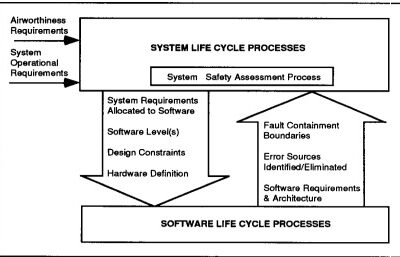 Airworthiness
Requirements
System
Operational
Requirements
SYSTEM LIFE CYCLE PROCESSES
System Safety Assessment Process
System Requirements
Allocated to Software
Software Level(s)
Design Constraints
Hardware Definition
Fault Containment
Boundaries
Error Sources
Identified/Eliminated
Software Requirements
& Architecture
SOFTWARE LIFE CYCLE PROCESSES